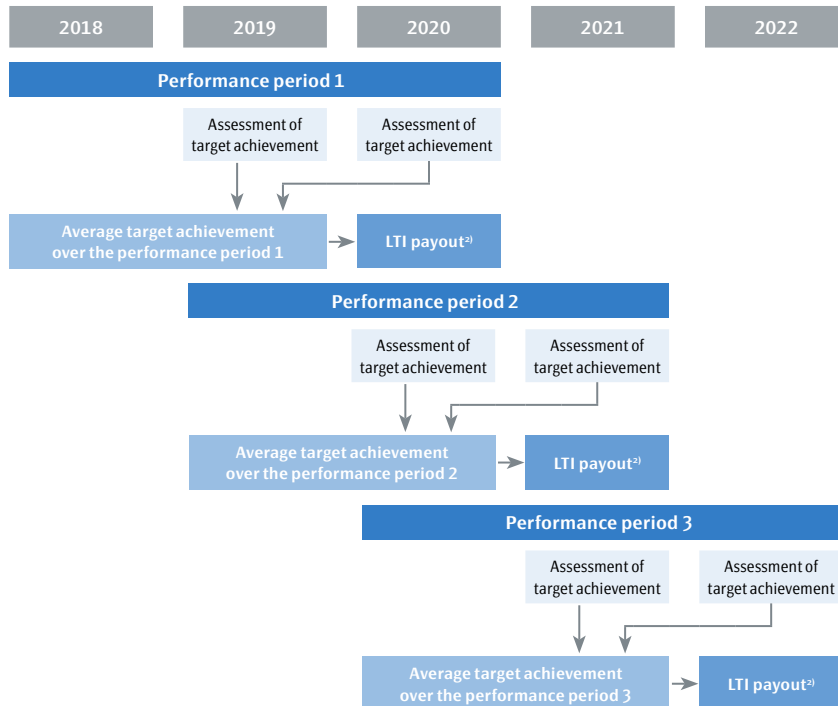 2018 2019 2020 2021 2022
Performance period 1
Assessment of
target achievement
Assessment of
target achievement
Average target achievement
over the performance period 1
LTI payout²⁾
Performance period 2
Assessment of
target achievement
Assessment of
target achievement
Average target achievement
over the performance period 2
LTI payout²⁾
Performance period 3
Assessment of
target achievement
Assessment of
target achievement
Average target achievement
over the performance period 3
LTI payout²⁾